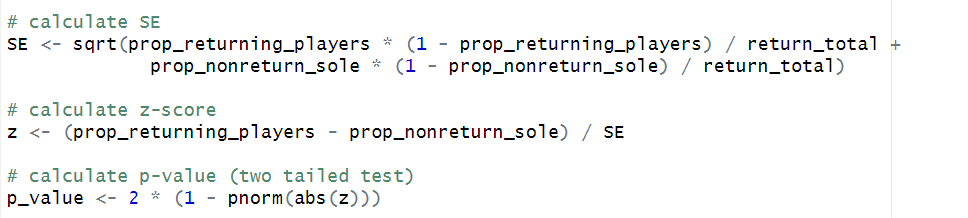 # calculate SE
SE <- sqrt(prop_returning_players * (1 - prop_returning_players) / return_total +
prop_nonreturn_sole * (1 - prop_nonreturn_sole) / return_total)
# calculate z-score
z <- (prop_returning_players - prop_nonreturn_sole) / SE
# calculate p-value (two tailed test)
p_value <- 2 * (1 - pnorm(abs(z)))